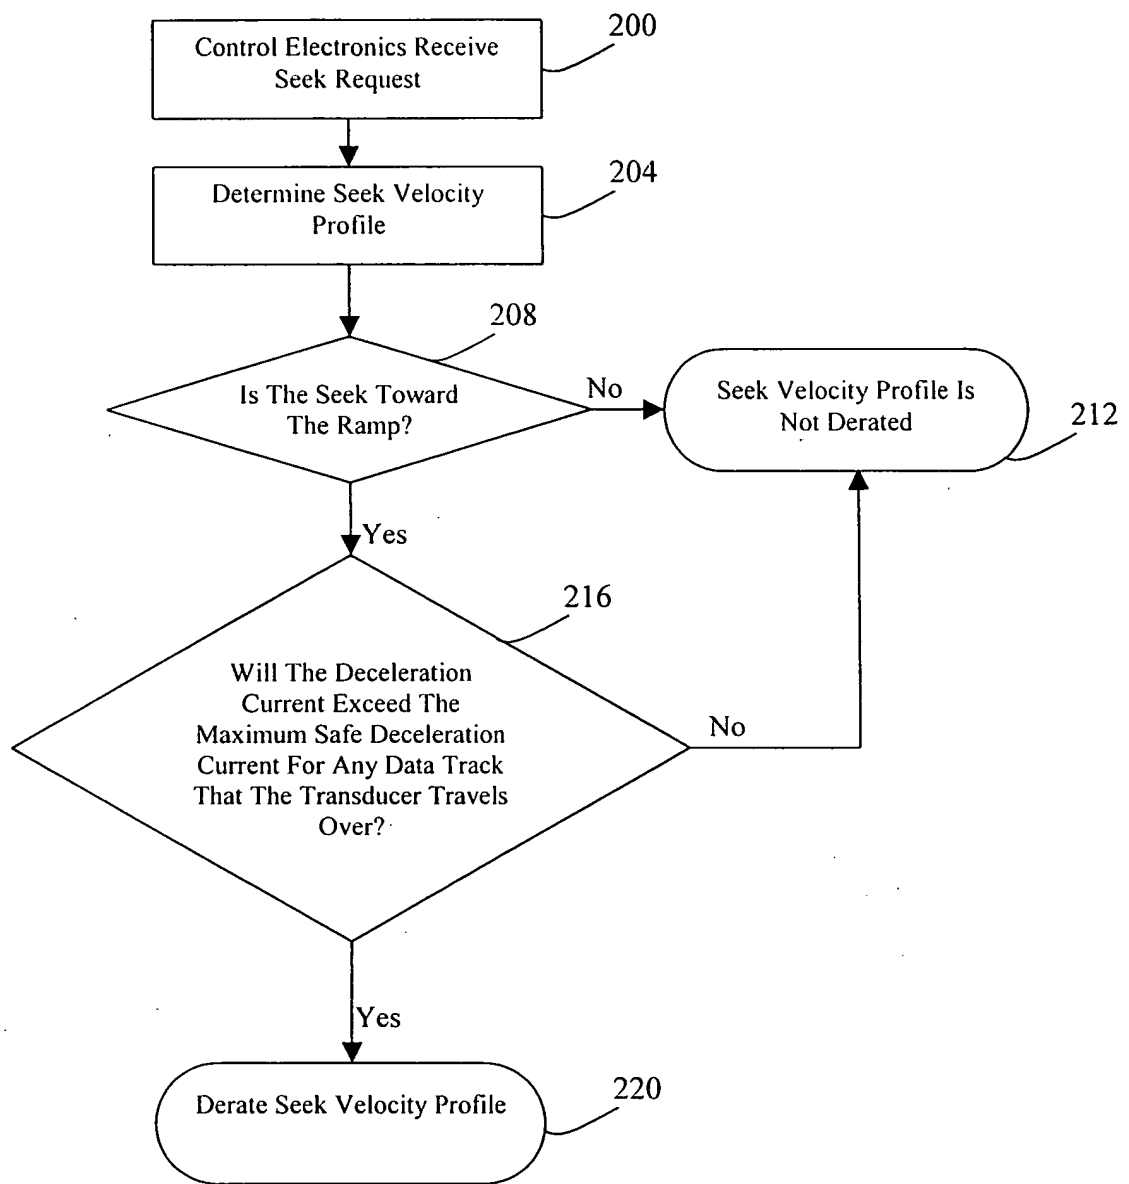 200
Control Electronics Receive
Seek Request
204
Determine Seek Velocity
Profile
208
Is The Seek Toward
The Ramp?
No
Seek Velocity Profile Is
Not Derated
212
Yes
216
Will The Deceleration
Current Exceed The
Maximum Safe Deceleration
Current For Any Data Track
That The Transducer Travels
Over?
No
Yes
220
Derate Seek Velocity Profile